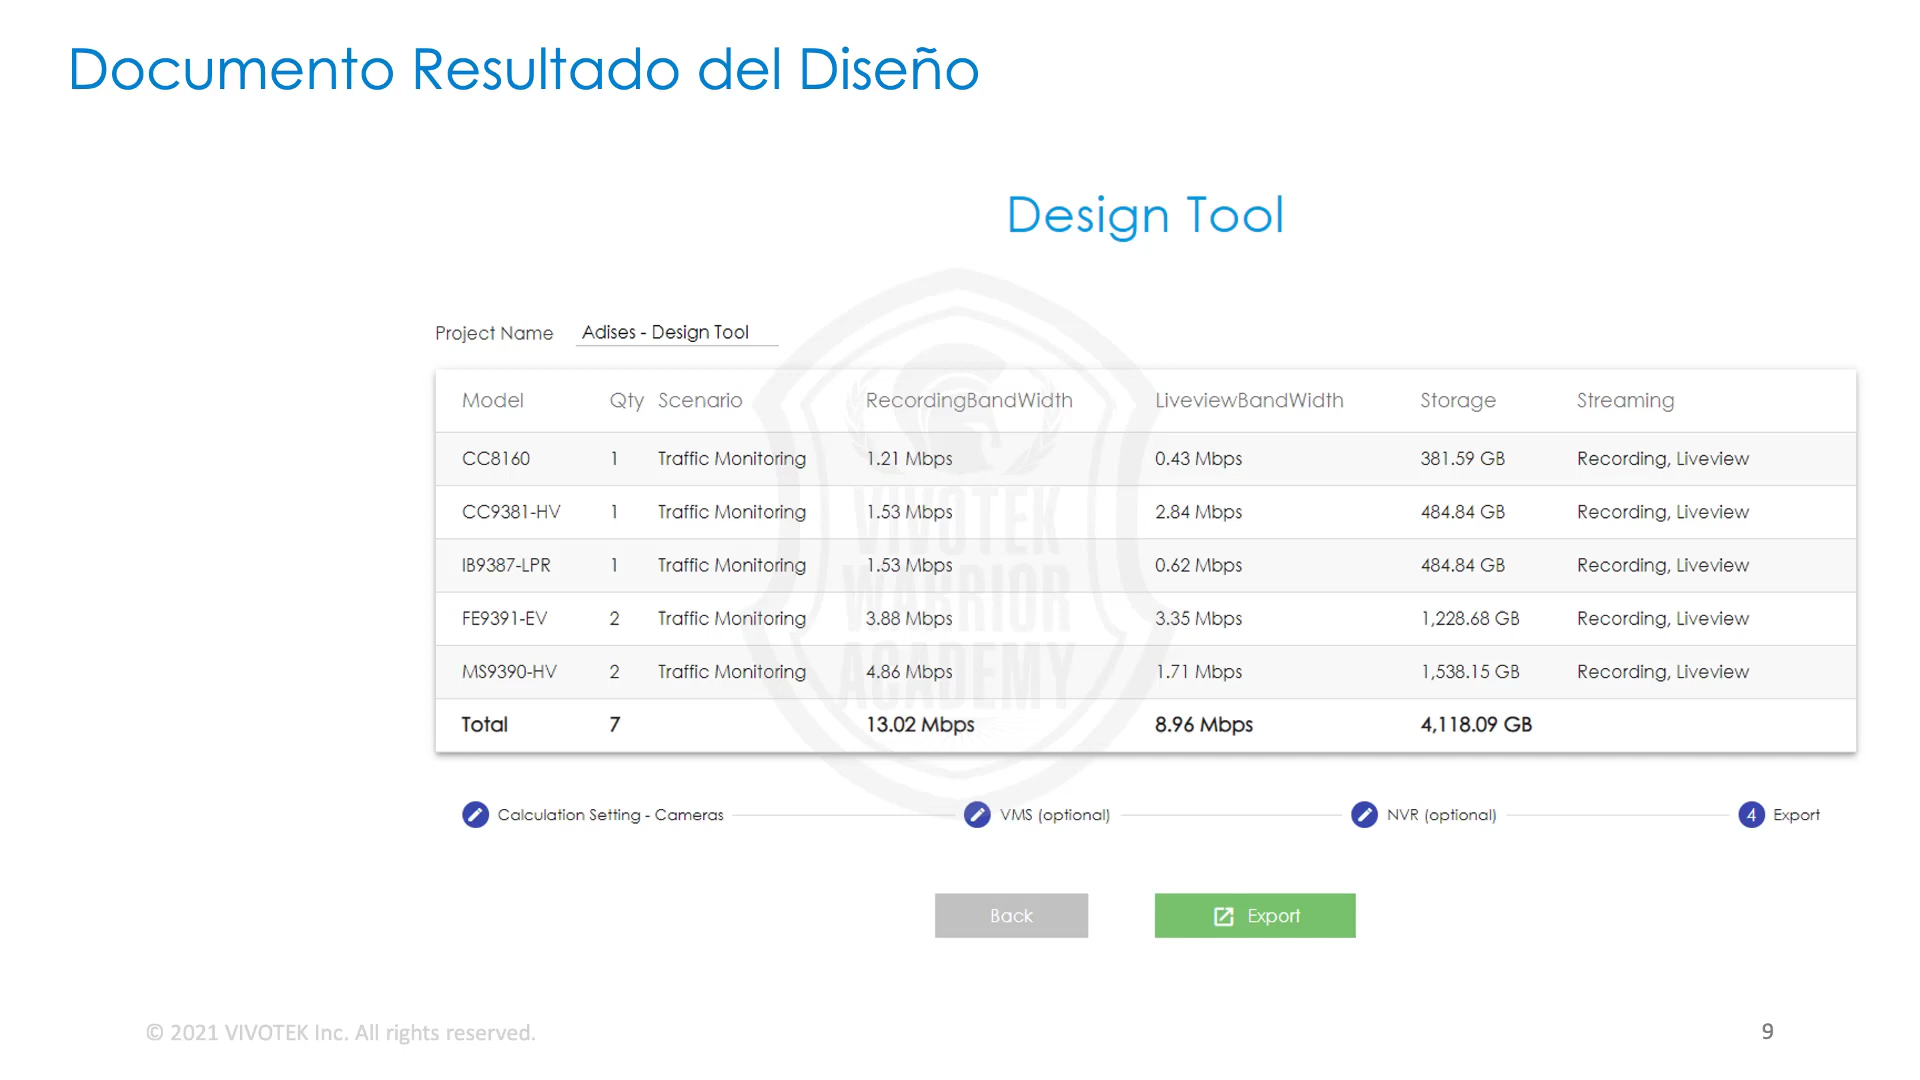 Documento Resultado del Diseño
Design Tool
Project Name Adises - Design Tool
Model Qty Scenario RecordingBandWidth LiveviewBandWidth Storage Streaming
CC8160 1 Traffic Monitoring 1.21 Mbps 0.43 Mbps 381.59 GB Recording, Liveview
CC9381-HV 1 Traffic Monitoring 1.53 Mbps 2.84 Mbps 484.84 GB Recording, Liveview
IB9387-LPR 1 Traffic Monitoring 1.53 Mbps 0.62 Mbps 484.84 GB Recording, Liveview
FE9391-EV 2 Traffic Monitoring 3.88 Mbps 3.35 Mbps 1,228.68 GB Recording, Liveview
MS9390-HV 2 Traffic Monitoring 4.86 Mbps 1.71 Mbps 1,538.15 GB Recording, Liveview
Total 7 13.02 Mbps 8.96 Mbps 4,118.09 GB
VIVOTEK
WARRIOR
ACADEMY
Calculation Setting - Cameras VMS (optional) NVR (optional) 4 Export
Back Export
© 2021 VIVOTEK Inc. All rights reserved. 9